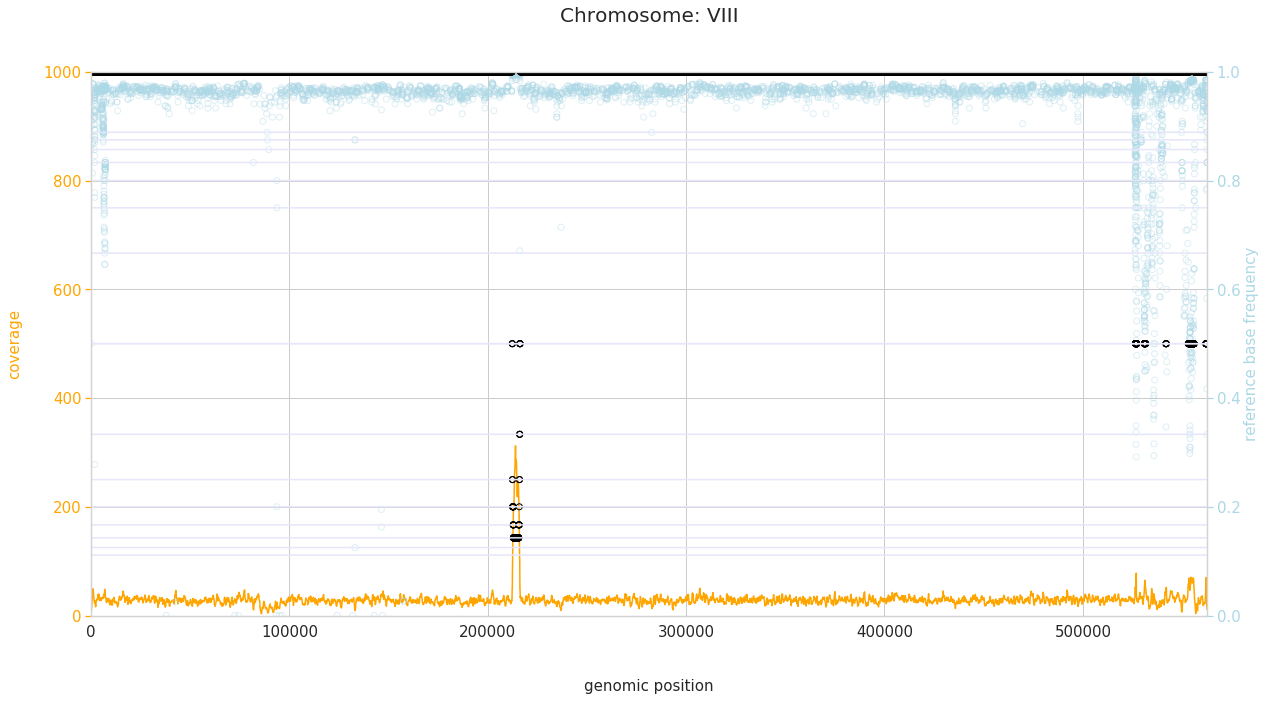 Chromosome: VIII
1000
800
600
400
200
0
coverage
1.0
0.8
0.6
0.4
0.2
0.0
reference base frequency
0 100000 200000 300000 400000 500000
genomic position